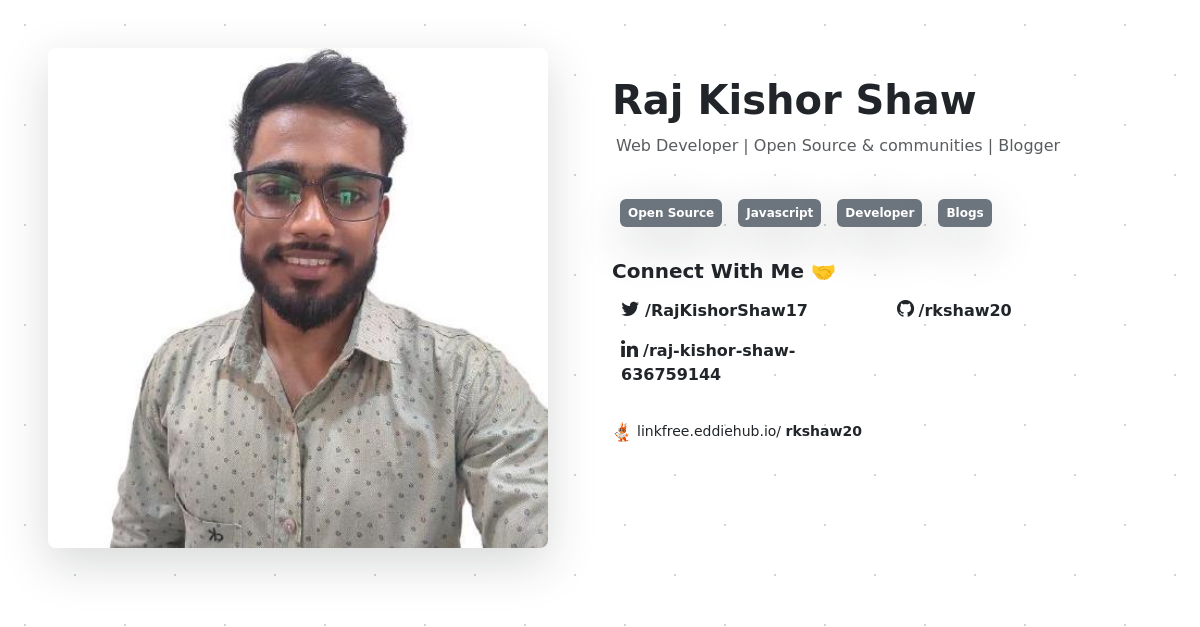 Raj Kishor Shaw
Web Developer | Open Source & communities | Blogger
Open Source Javascript Developer Blogs
Connect With Me 🤝
/RajKishorShaw17 /rkshaw20
/raj-kishor-shaw-
636759144
linkfree.eddiehub.io/ rkshaw20